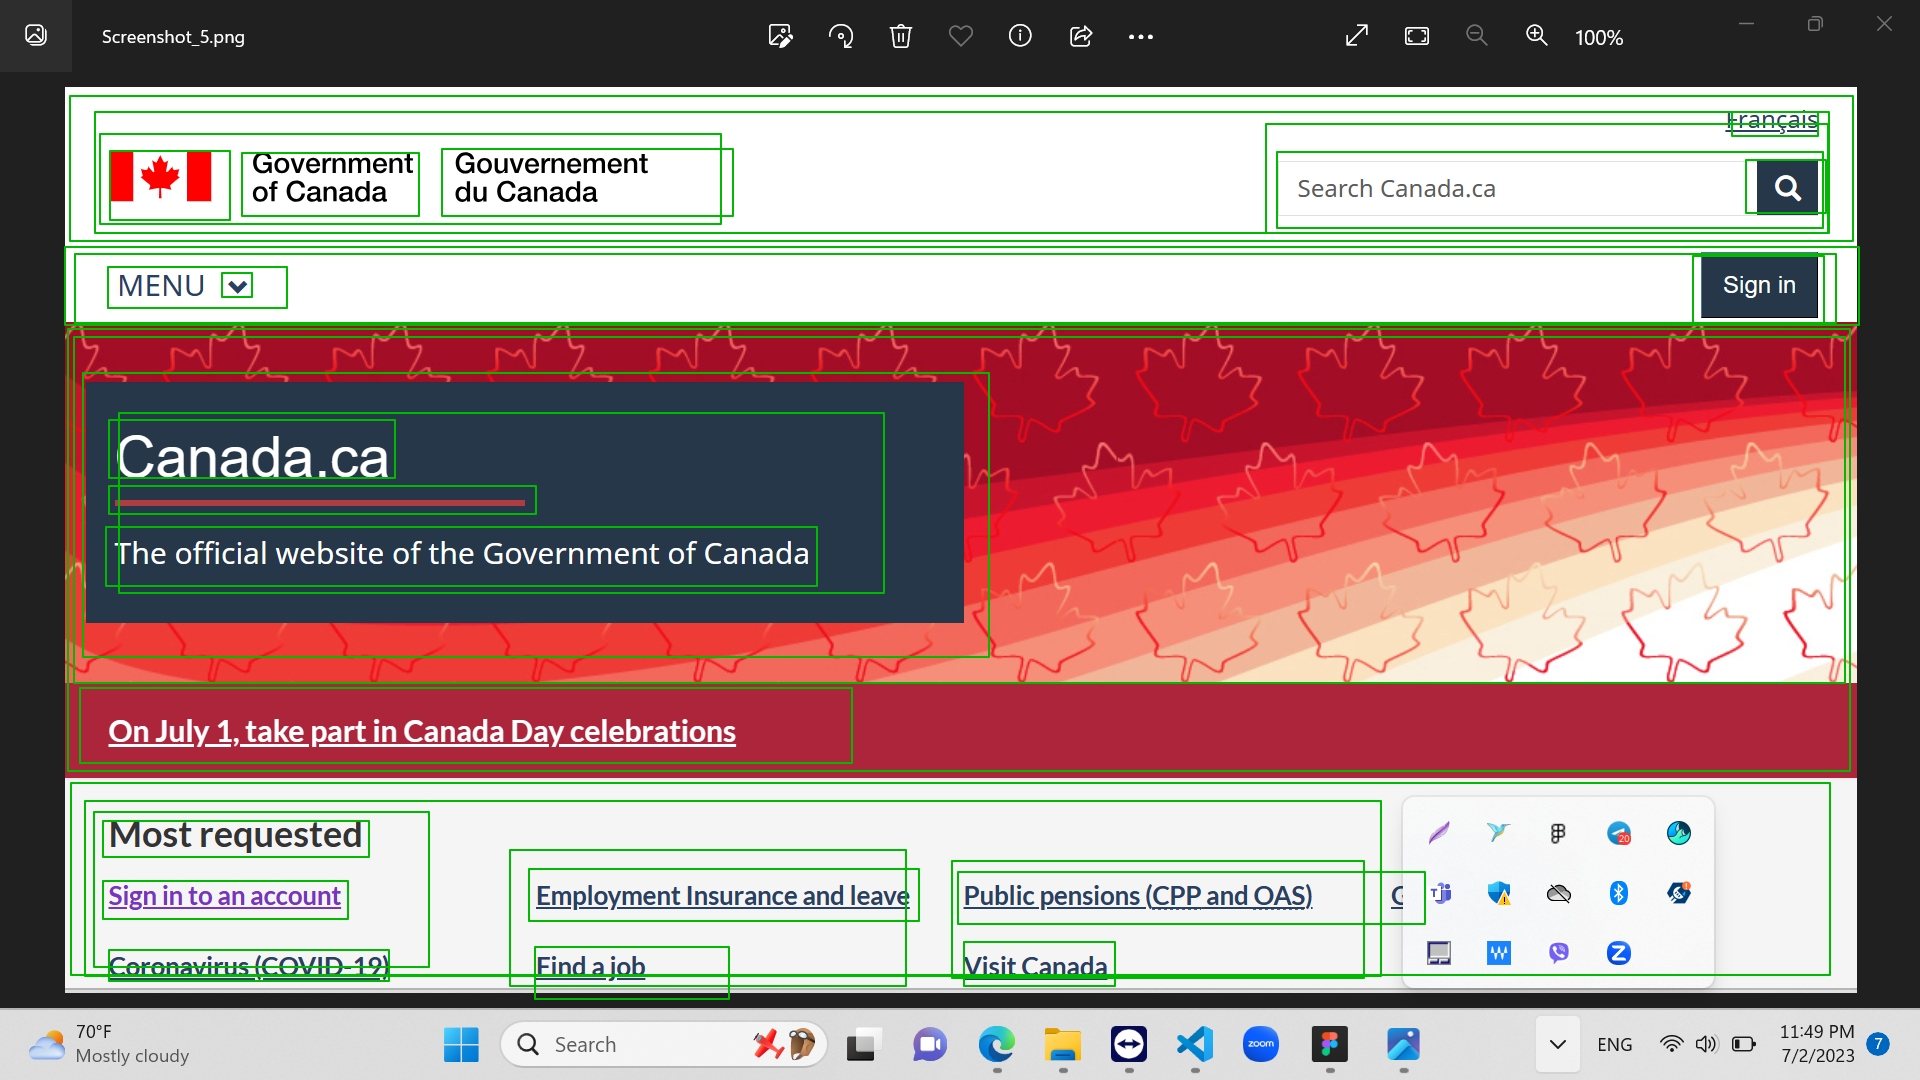 Screenshot_5.png
100%
Français
Government
of Canada
Gouvernement
du Canada
Search Canada.ca
MENU
Sign in
Canada.ca
The official website of the Government of Canada
On July 1, take part in Canada Day celebrations
Most requested
Sign in to an account
Employment Insurance and leave
Public pensions (CPP and OAS)
20
Coronavirus (COVID-19)
Find a job
Visit Canada
70°F
Mostly cloudy
Search
zoom
ENG
11:49 PM
7/2/2023
7